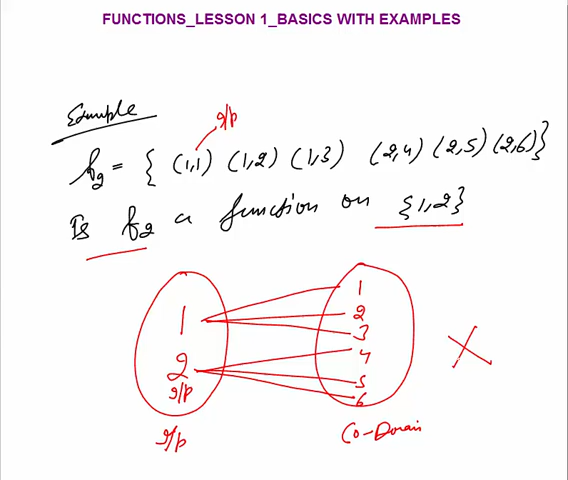 FUNCTIONS_LESSON 1_BASICS WITH EXAMPLES
Example
I/p
f2 = { (1,1) (1,2) (1,3) (2,4) (2,5) (2,6)}
Is f2 a function on {1,2}
1
2
I/p
1
2
3
4
5
6
I/p
Co-Domain